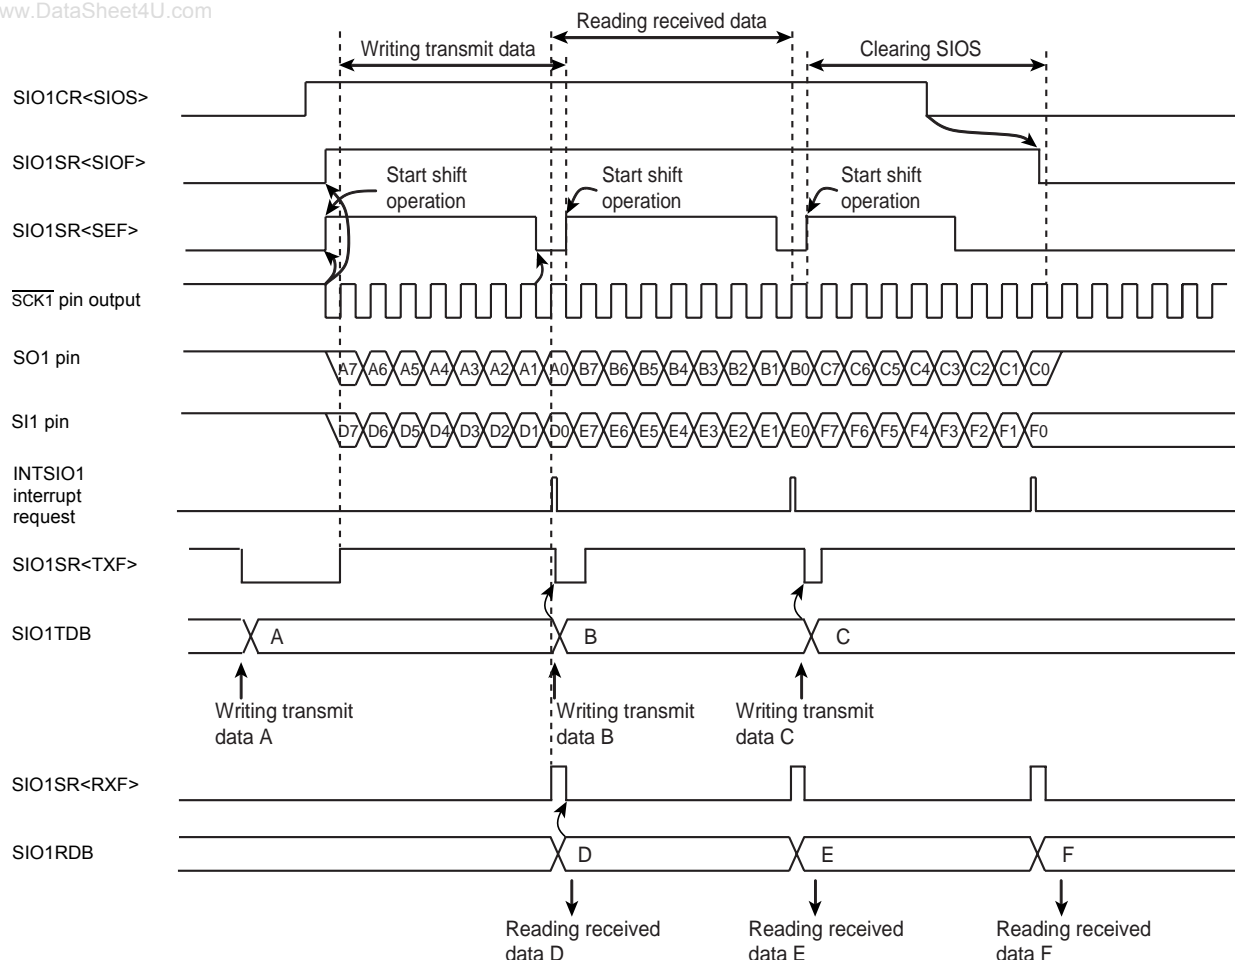 www.DataSheet4U.com
Reading received data
Writing transmit data
Clearing SIOS
SIO1CR<SIOS>
SIO1SR<SIOF>
Start shift
operation
Start shift
operation
Start shift
operation
SIO1SR<SEF>
SCK1 pin output
SO1 pin
A7 A6 A5 A4 A3 A2 A1 A0 B7 B6 B5 B4 B3 B2 B1 B0 C7 C6 C5 C4 C3 C2 C1 C0
SI1 pin
D7 D6 D5 D4 D3 D2 D1 D0 E7 E6 E5 E4 E3 E2 E1 E0 F7 F6 F5 F4 F3 F2 F1 F0
INTSIO1
interrupt
request
SIO1SR<TXF>
SIO1TDB
A B C
Writing transmit
data A
Writing transmit
data B
Writing transmit
data C
SIO1SR<RXF>
SIO1RDB
D E F
Reading received
data D
Reading received
data E
Reading received
data F